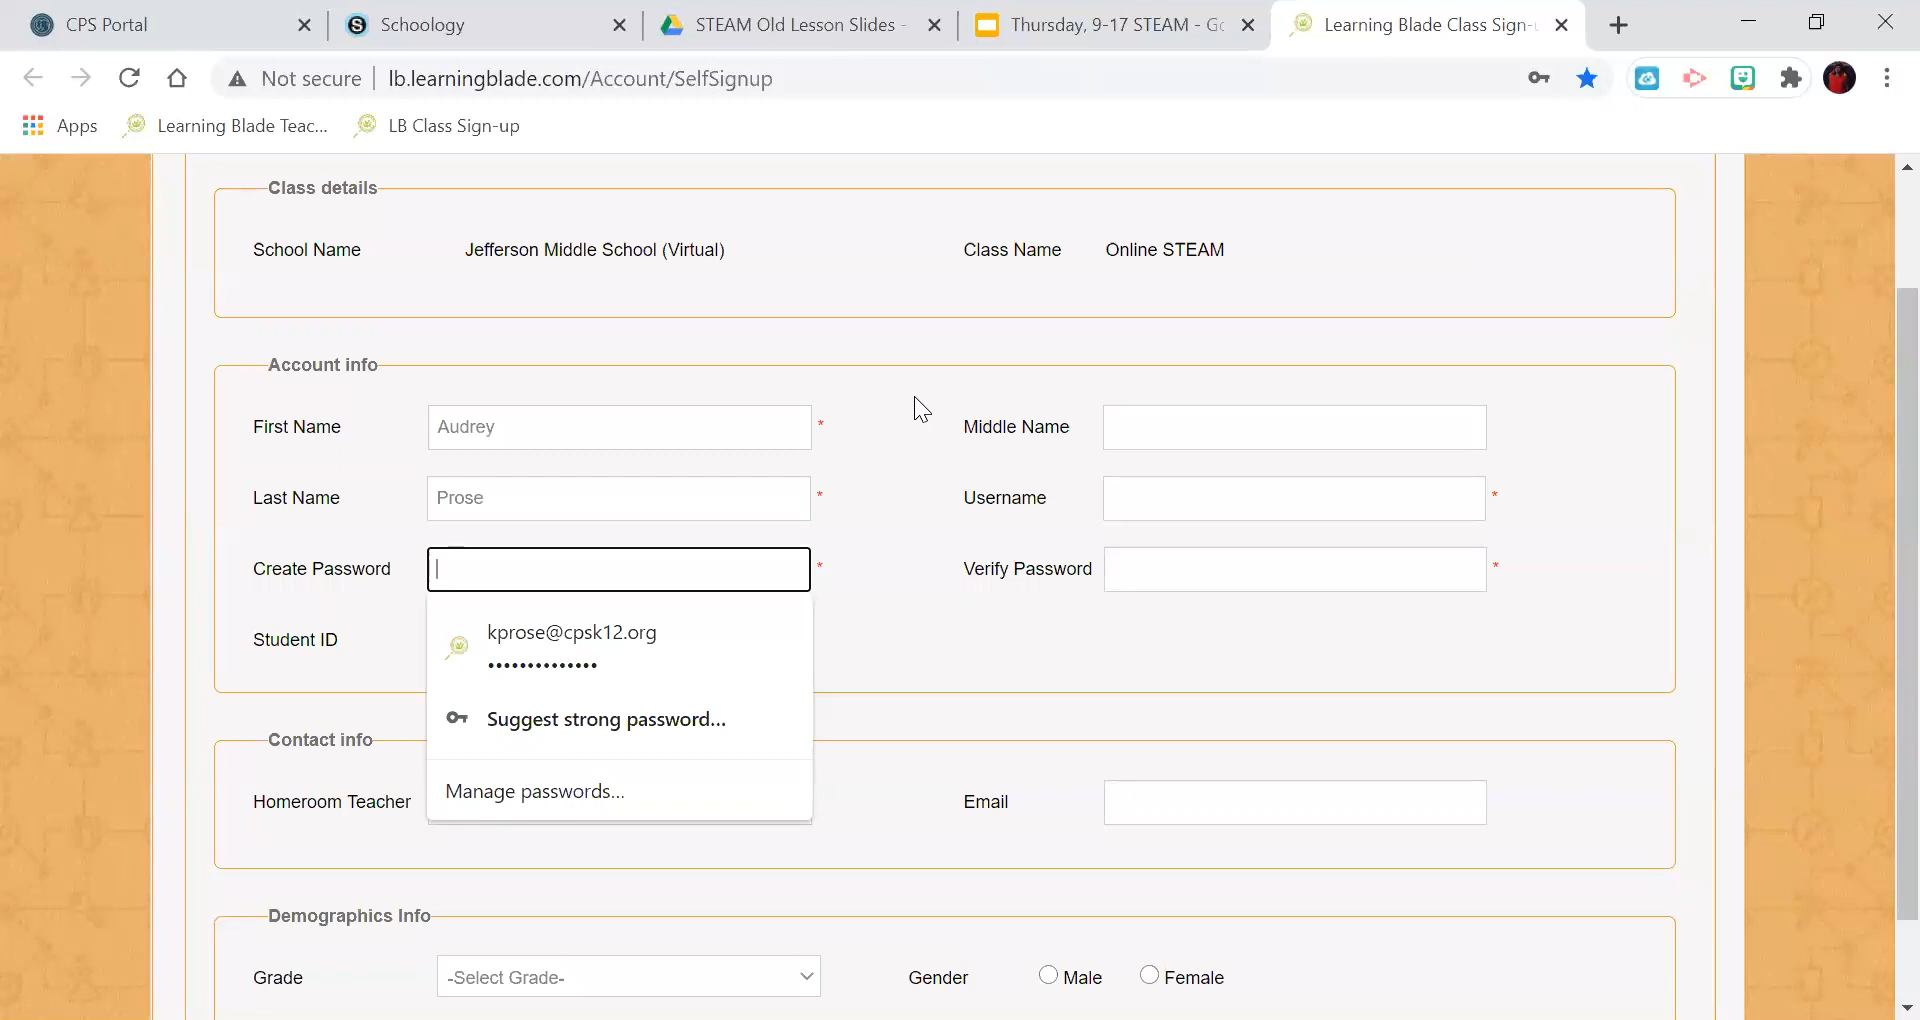 CPS Portal
Schoology
STEAM Old Lesson Slides -
Thursday, 9-17 STEAM - Go
Learning Blade Class Sign-u
Not secure
lb.learningblade.com/Account/SelfSignup
Apps
Learning Blade Teac...
LB Class Sign-up
Class details
School Name
Jefferson Middle School (Virtual)
Class Name
Online STEAM
Account info
First Name
Audrey
*
Middle Name
Last Name
Prose
*
Username
*
Create Password
*
Verify Password
*
Student ID
kprose@cpsk12.org
••••••••••••••
Suggest strong password...
Manage passwords...
Contact info
Homeroom Teacher
Email
Demographics Info
Grade
-Select Grade-
Gender
Male
Female